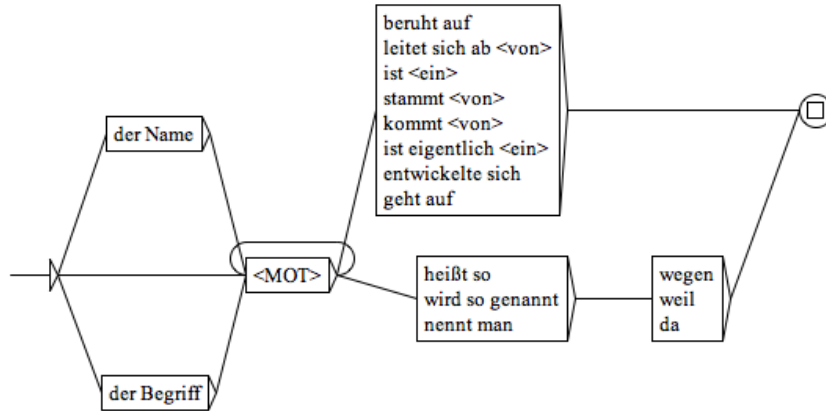 beruht auf
leitet sich ab <von>
ist <ein>
stammt <von>
kommt <von>
ist eigentlich <ein>
entwickelte sich
geht auf
der Name
<MOT>
heißt so
wird so genannt
nennt man
wegen
weil
da
der Begriff